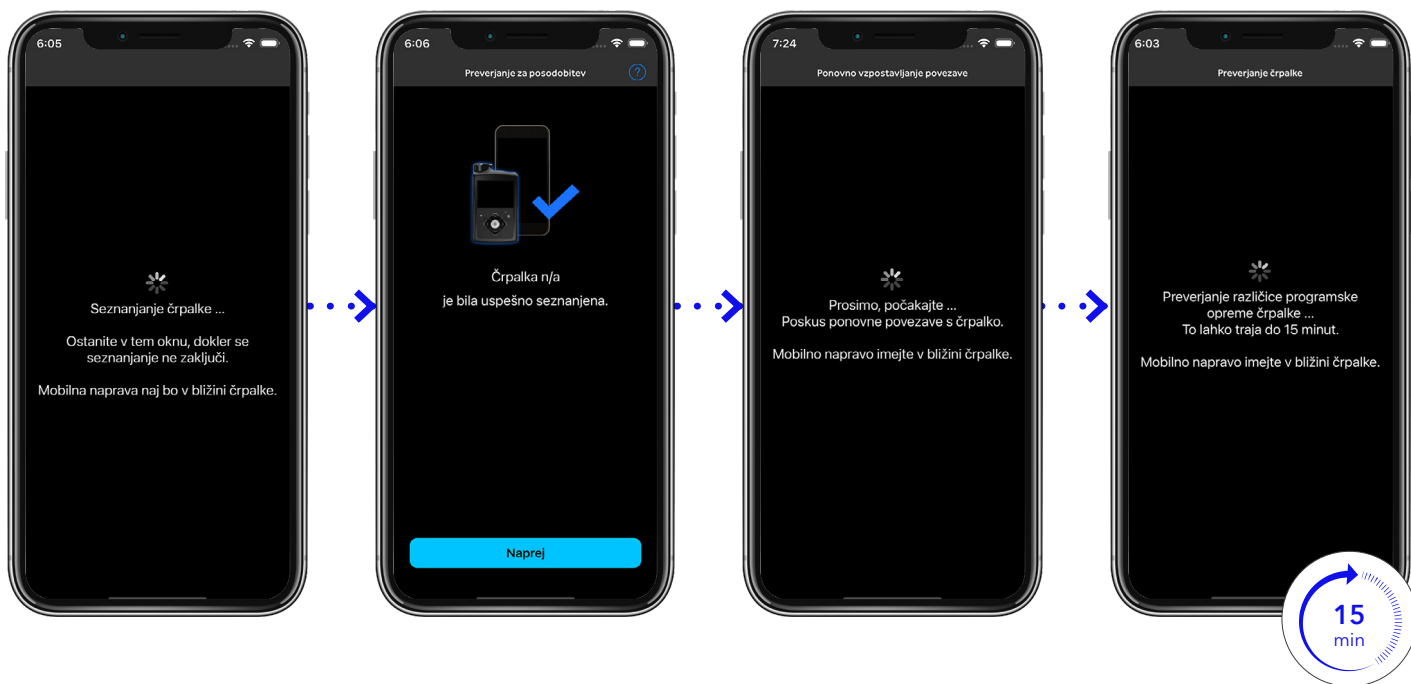 6:05
Seznanjanje črpalke ...
Ostanite v tem oknu, dokler se
seznanjanje ne zaključi.
Mobilna naprava naj bo v bližini črpalke.
6:06
Preverjanje za posodobitev
?
Črpalka n/a
je bila uspešno seznanjena.
Naprej
7:24
Ponovno vzpostavljanje povezave
Prosimo, počakajte ...
Poskus ponovne povezave s črpalko.
Mobilno napravo imejte v bližini črpalke.
6:03
Preverjanje črpalke
Preverjanje različice programske
opreme črpalke ...
To lahko traja do 15 minut.
Mobilno napravo imejte v bližini črpalke.
15
min